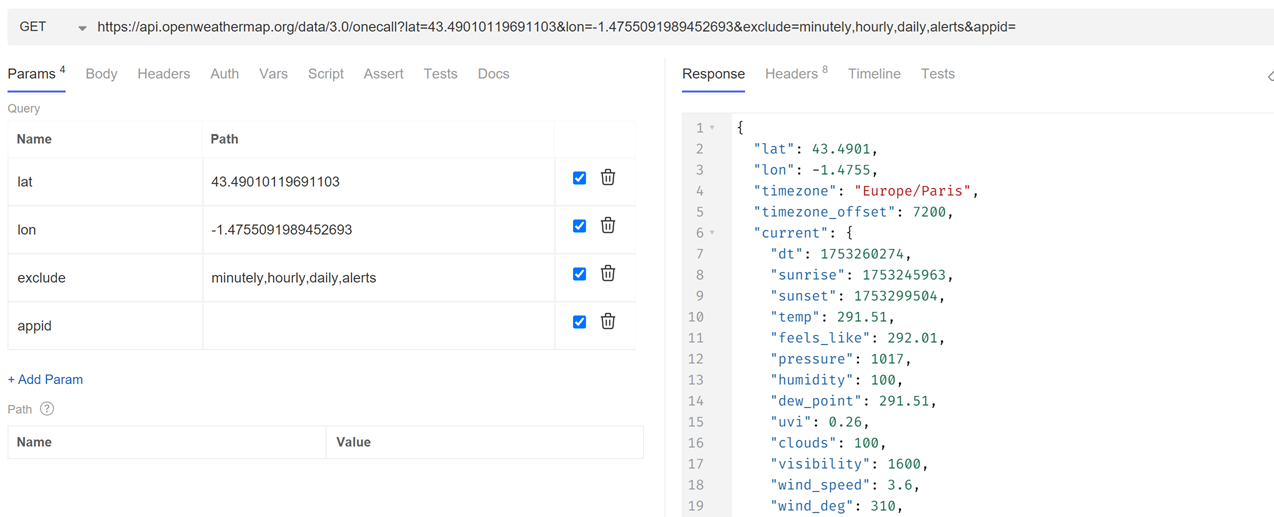 GET https://api.openweathermap.org/data/3.0/onecall?lat=43.49010119691103&lon=-1.4755091989452693&exclude=minutely,hourly,daily,alerts&appid=
Params 4 Body Headers Auth Vars Script Assert Tests Docs
Query
Name Path
lat 43.49010119691103
lon -1.4755091989452693
exclude minutely,hourly,daily,alerts
appid
+ Add Param
Path ?
Name Value
Response Headers 8 Timeline Tests
1 {
2 "lat": 43.4901,
3 "lon": -1.4755,
4 "timezone": "Europe/Paris",
5 "timezone_offset": 7200,
6 "current": {
7 "dt": 1753260274,
8 "sunrise": 1753245963,
9 "sunset": 1753299504,
10 "temp": 291.51,
11 "feels_like": 292.01,
12 "pressure": 1017,
13 "humidity": 100,
14 "dew_point": 291.51,
15 "uvi": 0.26,
16 "clouds": 100,
17 "visibility": 1600,
18 "wind_speed": 3.6,
19 "wind_deg": 310,